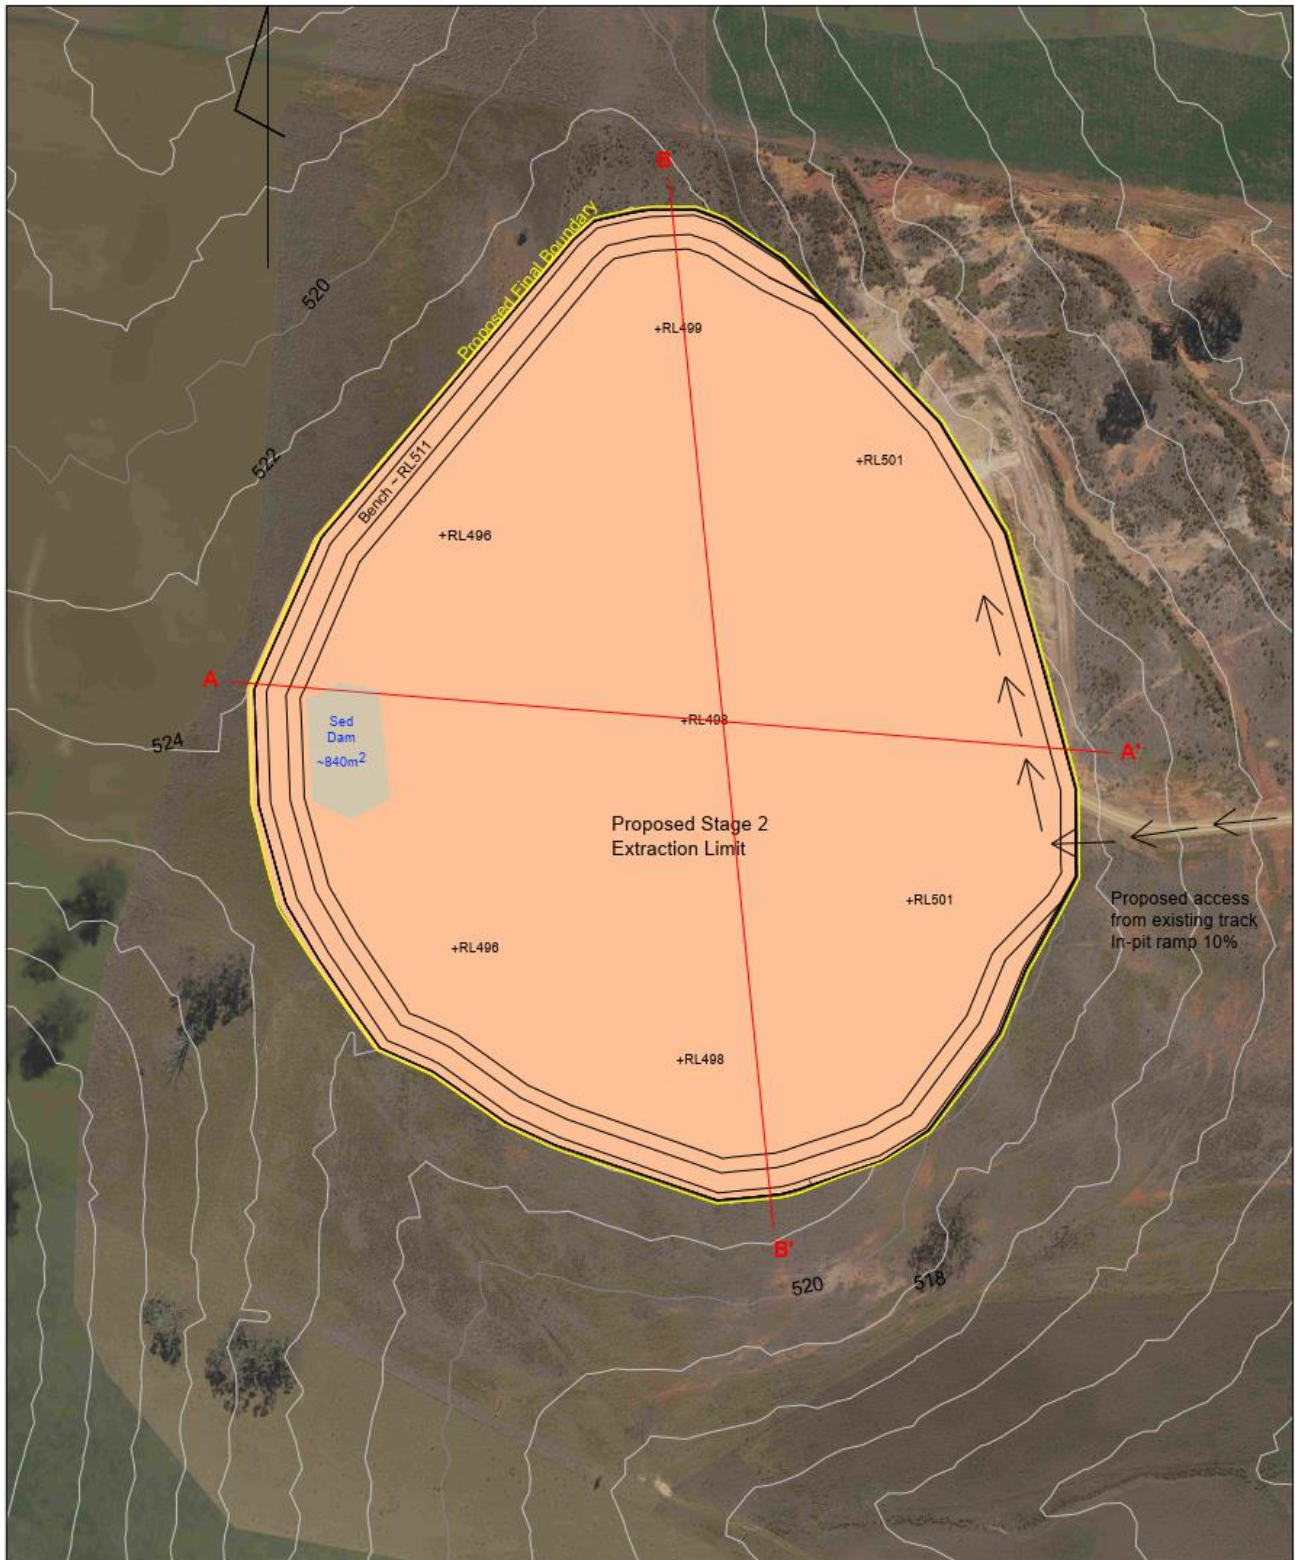 B
520
Proposed Final Boundary
+RL499
522
Bench ~ RL511
+RL501
+RL496
A
Sed
Dam
~840m²
+RL498
A'
524
Proposed Stage 2
Extraction Limit
+RL501
Proposed access
from existing track
In-pit ramp 10%
+RL496
+RL498
B'
520
518